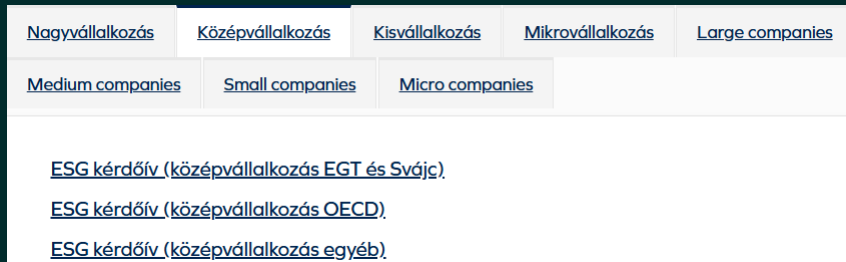 Nagyvállalkozás Középvállalkozás Kisvállalkozás Mikrovállalkozás Large companies
Medium companies Small companies Micro companies
ESG kérdőív (középvállalkozás EGT és Svájc)
ESG kérdőív (középvállalkozás OECD)
ESG kérdőív (középvállalkozás egyéb)